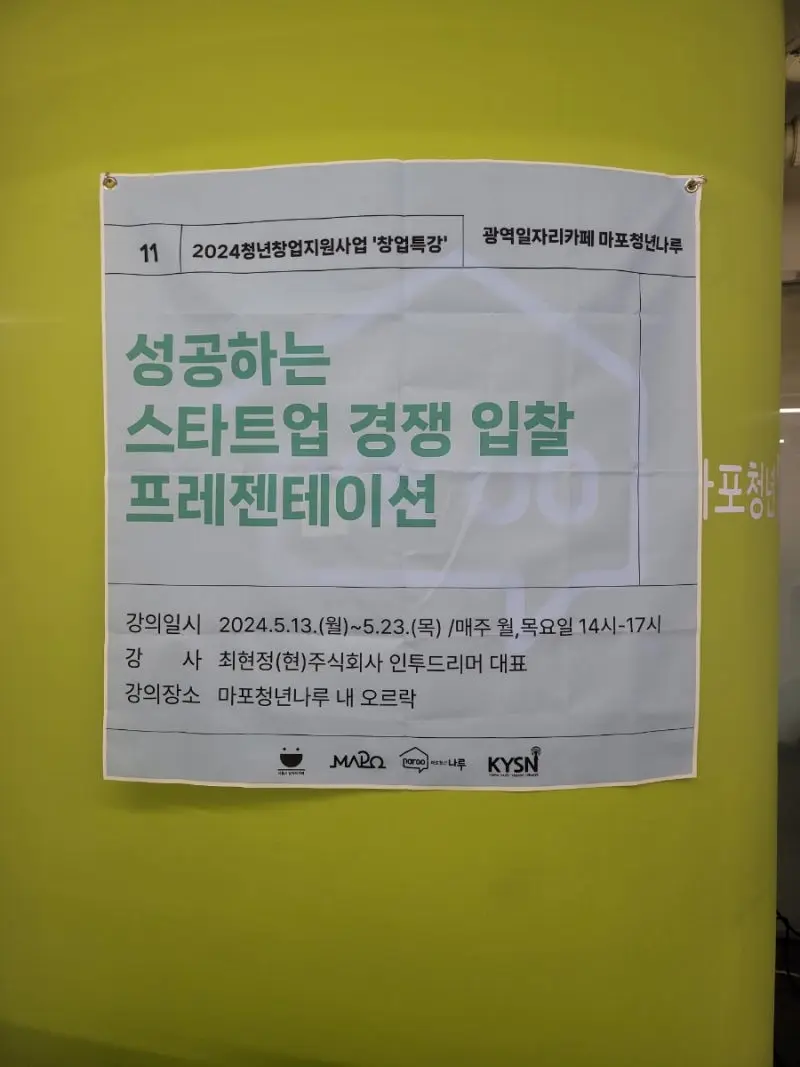 11
2024청년창업지원사업 '창업특강'
광역일자리카페 마포청년나루
성공하는
스타트업 경쟁 입찰
프레젠테이션
강의일시 2024.5.13.(월)~5.23.(목) /매주 월,목요일 14시-17시
강 사 최현정(현)주식회사 인투드리머 대표
강의장소 마포청년나루 내 오르락
MAPO
naroo
나루
KYSN
마포청년